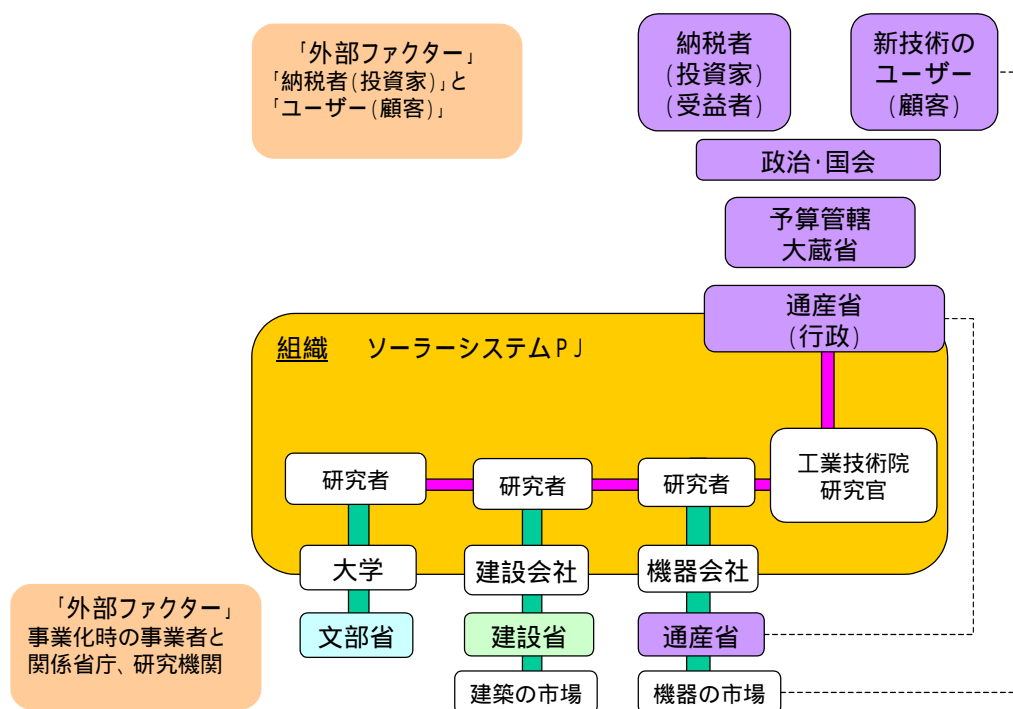 「外部ファクター」
「納税者(投資家)」と
「ユーザー(顧客)」
納税者
(投資家)
(受益者)
新技術の
ユーザー
(顧客)
政治・国会
予算管轄
大蔵省
通産省
(行政)
組織 ソーラーシステムPJ
工業技術院
研究官
研究者
研究者
研究者
大学
建設会社
機器会社
「外部ファクター」
事業化時の事業者と
関係省庁、研究機関
文部省
建設省
通産省
建築の市場
機器の市場